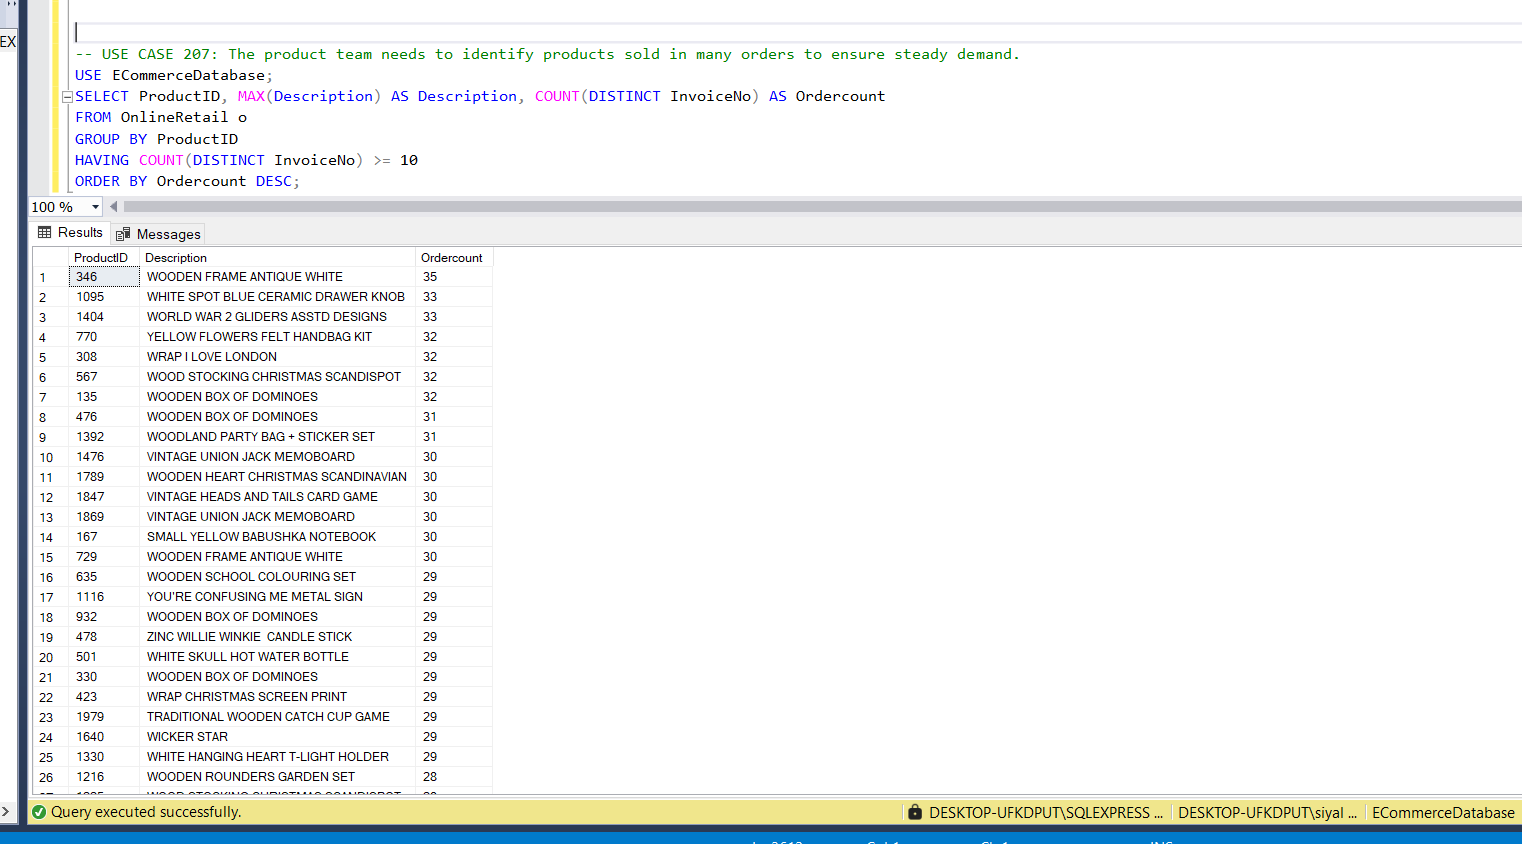 EX
-- USE CASE 207: The product team needs to identify products sold in many orders to ensure steady demand.
USE ECommerceDatabase;
SELECT ProductID, MAX(Description) AS Description, COUNT(DISTINCT InvoiceNo) AS Ordercount
FROM OnlineRetail o
GROUP BY ProductID
HAVING COUNT(DISTINCT InvoiceNo) >= 10
ORDER BY Ordercount DESC;
100 %
Results Messages
ProductID Description Ordercount
1 346 WOODEN FRAME ANTIQUE WHITE 35
2 1095 WHITE SPOT BLUE CERAMIC DRAWER KNOB 33
3 1404 WORLD WAR 2 GLIDERS ASSTD DESIGNS 33
4 770 YELLOW FLOWERS FELT HANDBAG KIT 32
5 308 WRAP I LOVE LONDON 32
6 567 WOOD STOCKING CHRISTMAS SCANDISPOT 32
7 135 WOODEN BOX OF DOMINOES 32
8 476 WOODEN BOX OF DOMINOES 31
9 1392 WOODLAND PARTY BAG + STICKER SET 31
10 1476 VINTAGE UNION JACK MEMOBOARD 30
11 1789 WOODEN HEART CHRISTMAS SCANDINAVIAN 30
12 1847 VINTAGE HEADS AND TAILS CARD GAME 30
13 1869 VINTAGE UNION JACK MEMOBOARD 30
14 167 SMALL YELLOW BABUSHKA NOTEBOOK 30
15 729 WOODEN FRAME ANTIQUE WHITE 30
16 635 WOODEN SCHOOL COLOURING SET 29
17 1116 YOU'RE CONFUSING ME METAL SIGN 29
18 932 WOODEN BOX OF DOMINOES 29
19 478 ZINC WILLIE WINKIE  CANDLE STICK 29
20 501 WHITE SKULL HOT WATER BOTTLE 29
21 330 WOODEN BOX OF DOMINOES 29
22 423 WRAP CHRISTMAS SCREEN PRINT 29
23 1979 TRADITIONAL WOODEN CATCH CUP GAME 29
24 1640 WICKER STAR 29
25 1330 WHITE HANGING HEART T-LIGHT HOLDER 29
26 1216 WOODEN ROUNDERS GARDEN SET 28
Query executed successfully. DESKTOP-UFKDPUT\SQLEXPRESS ... DESKTOP-UFKDPUT\siyal ... ECommerceDatabase